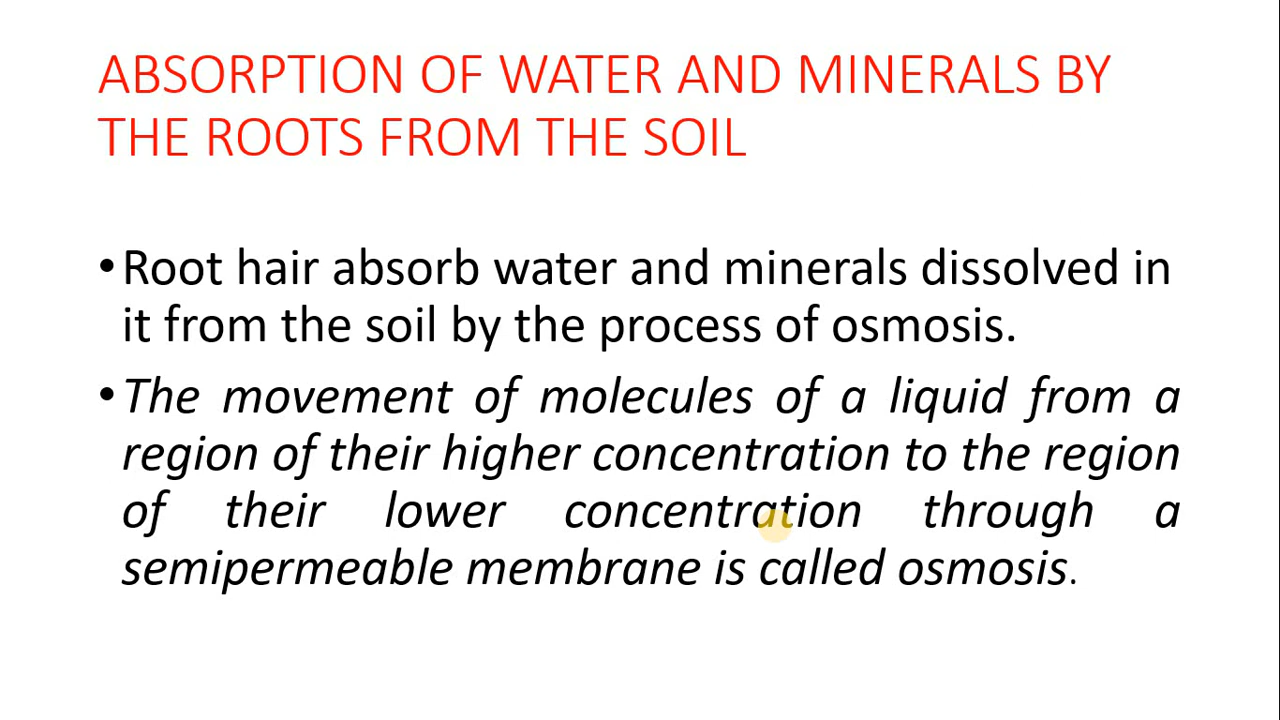 ABSORPTION OF WATER AND MINERALS BY
THE ROOTS FROM THE SOIL
•Root hair absorb water and minerals dissolved in
it from the soil by the process of osmosis.
•The movement of molecules of a liquid from a
region of their higher concentration to the region
of their lower concentration through a
semipermeable membrane is called osmosis.